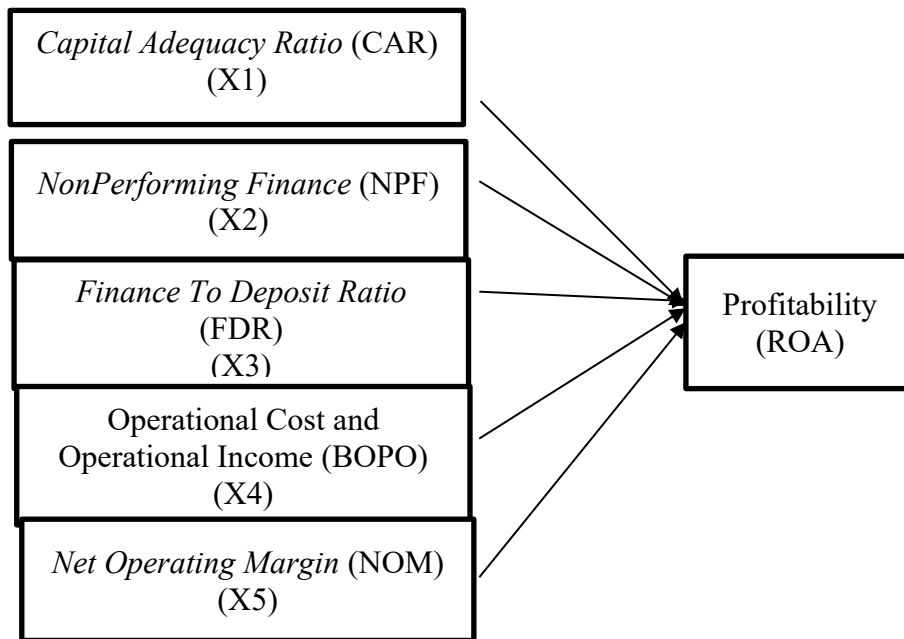 Capital Adequacy Ratio (CAR)
(X1)
NonPerforming Finance (NPF)
(X2)
Finance To Deposit Ratio
(FDR)
(X3)
Operational Cost and
Operational Income (BOPO)
(X4)
Net Operating Margin (NOM)
(X5)
Profitability
(ROA)